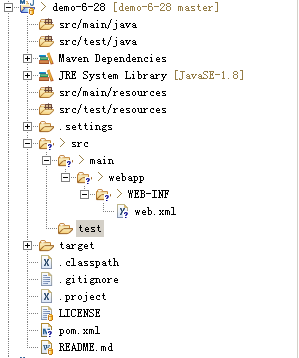 > demo-6-28 [demo-6-28 master]
src/main/java
src/test/java
Maven Dependencies
JRE System Library [JavaSE-1.8]
src/main/resources
src/test/resources
.settings
> src
> main
> webapp
> WEB-INF
web.xml
test
target
.classpath
.gitignore
.project
LICENSE
pom.xml
README.md